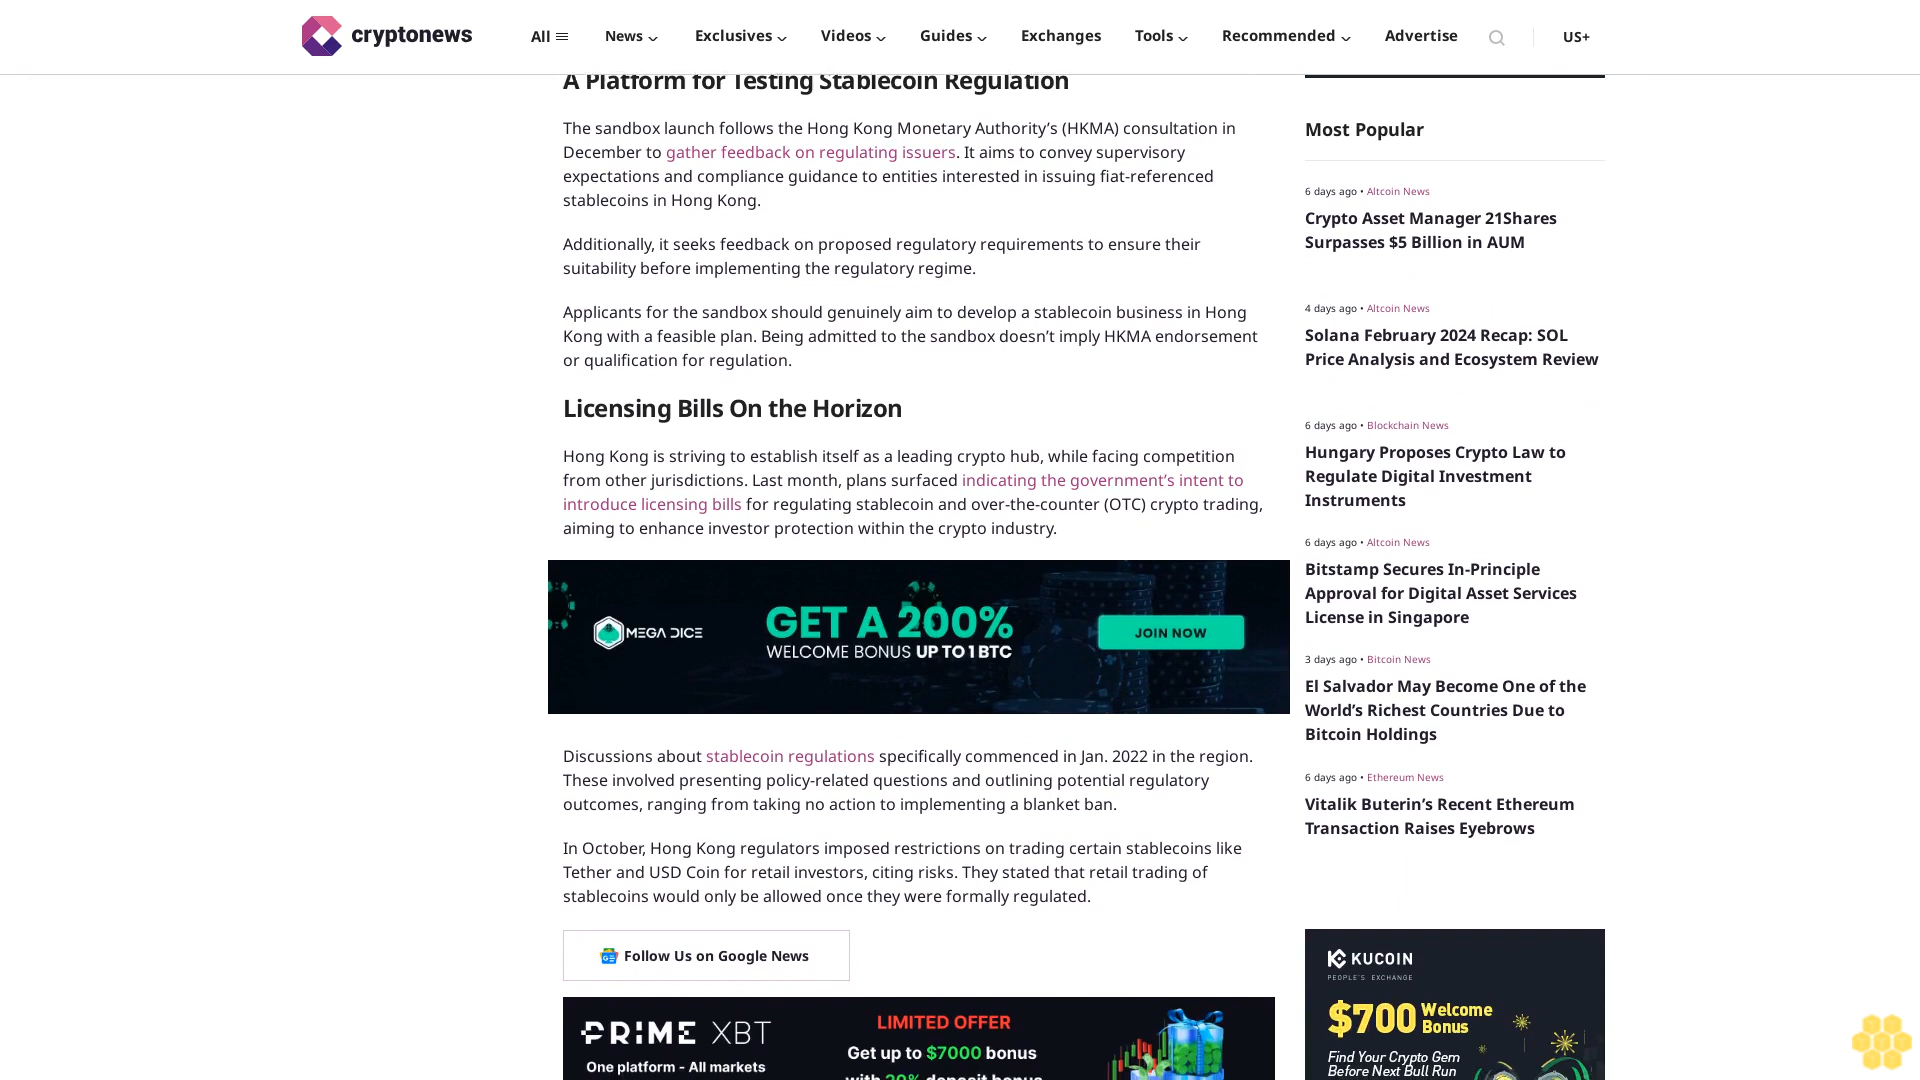 cryptonews
All
News
Exclusives
Videos
Guides
Exchanges
Tools
Recommended
Advertise
US+
A Platform for Testing Stablecoin Regulation
The sandbox launch follows the Hong Kong Monetary Authority’s (HKMA) consultation in
December to gather feedback on regulating issuers. It aims to convey supervisory
expectations and compliance guidance to entities interested in issuing fiat-referenced
stablecoins in Hong Kong.
Additionally, it seeks feedback on proposed regulatory requirements to ensure their
suitability before implementing the regulatory regime.
Applicants for the sandbox should genuinely aim to develop a stablecoin business in Hong
Kong with a feasible plan. Being admitted to the sandbox doesn’t imply HKMA endorsement
or qualification for regulation.
Licensing Bills On the Horizon
Hong Kong is striving to establish itself as a leading crypto hub, while facing competition
from other jurisdictions. Last month, plans surfaced indicating the government’s intent to
introduce licensing bills for regulating stablecoin and over-the-counter (OTC) crypto trading,
aiming to enhance investor protection within the crypto industry.
MEGA DICE
GET A 200%
WELCOME BONUS UP TO 1 BTC
JOIN NOW
Discussions about stablecoin regulations specifically commenced in Jan. 2022 in the region.
These involved presenting policy-related questions and outlining potential regulatory
outcomes, ranging from taking no action to implementing a blanket ban.
In October, Hong Kong regulators imposed restrictions on trading certain stablecoins like
Tether and USD Coin for retail investors, citing risks. They stated that retail trading of
stablecoins would only be allowed once they were formally regulated.
Follow Us on Google News
PRIME XBT
One platform - All markets
LIMITED OFFER
Get up to $7000 bonus
with 20% deposit bonus
Most Popular
6 days ago • Altcoin News
Crypto Asset Manager 21Shares
Surpasses $5 Billion in AUM
4 days ago • Altcoin News
Solana February 2024 Recap: SOL
Price Analysis and Ecosystem Review
6 days ago • Blockchain News
Hungary Proposes Crypto Law to
Regulate Digital Investment
Instruments
6 days ago • Altcoin News
Bitstamp Secures In-Principle
Approval for Digital Asset Services
License in Singapore
3 days ago • Bitcoin News
El Salvador May Become One of the
World’s Richest Countries Due to
Bitcoin Holdings
6 days ago • Ethereum News
Vitalik Buterin’s Recent Ethereum
Transaction Raises Eyebrows
KUCOIN
PEOPLE'S EXCHANGE
$700 Welcome
Bonus
Find Your Crypto Gem
Before Next Bull Run